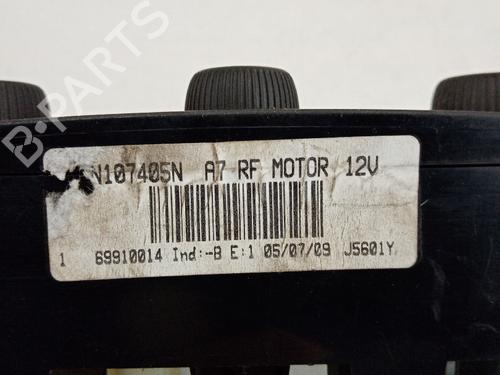 B-PARTS
N107405N A7 RF MOTOR 12V
1 69910014 Ind:-B E:1 05/07/09 J5601Y